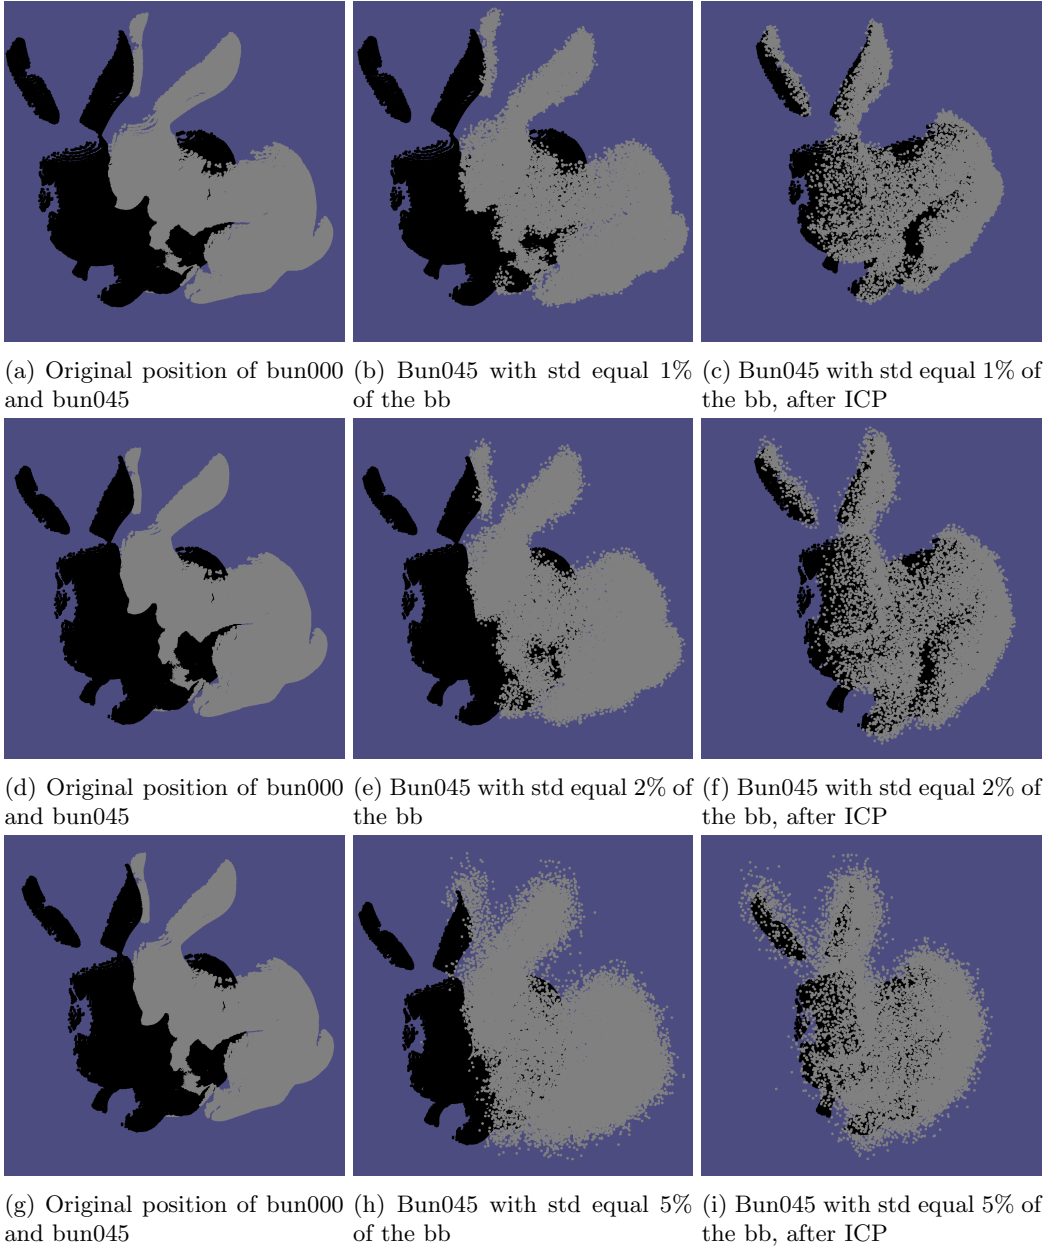 (a) Original position of bun000
and bun045
(b) Bun045 with std equal 1%
of the bb
(c) Bun045 with std equal 1% of
the bb, after ICP
(d) Original position of bun000
and bun045
(e) Bun045 with std equal 2% of
the bb
(f) Bun045 with std equal 2% of
the bb, after ICP
(g) Original position of bun000
and bun045
(h) Bun045 with std equal 5%
of the bb
(i) Bun045 with std equal 5% of
the bb, after ICP